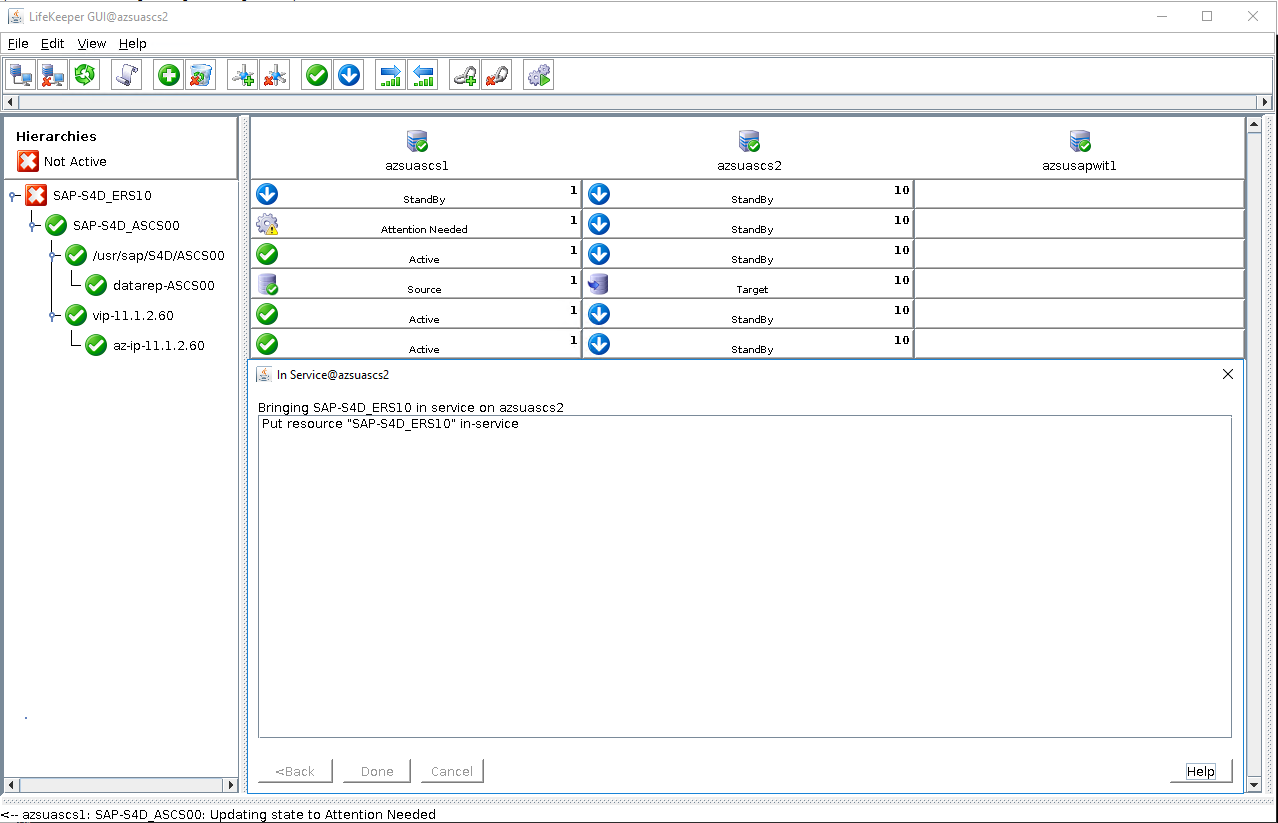 LifeKeeper GUI@azsuascs2
File Edit View Help
Hierarchies
Not Active
azsuascs1 azsuascs2 azsusapwit1
SAP-S4D_ERS10 StandBy 1 StandBy 10
SAP-S4D_ASCS00 Attention Needed 1 StandBy 10
/usr/sap/S4D/ASCS00 Active 1 StandBy 10
datarep-ASCS00 Source 1 Target 10
vip-11.1.2.60 Active 1 StandBy 10
az-ip-11.1.2.60 Active 1 StandBy 10
In Service@azsuascs2
Bringing SAP-S4D_ERS10 in service on azsuascs2
Put resource "SAP-S4D_ERS10" in-service
<Back Done Cancel Help
<-- azsuascs1: SAP-S4D_ASCS00: Updating state to Attention Needed